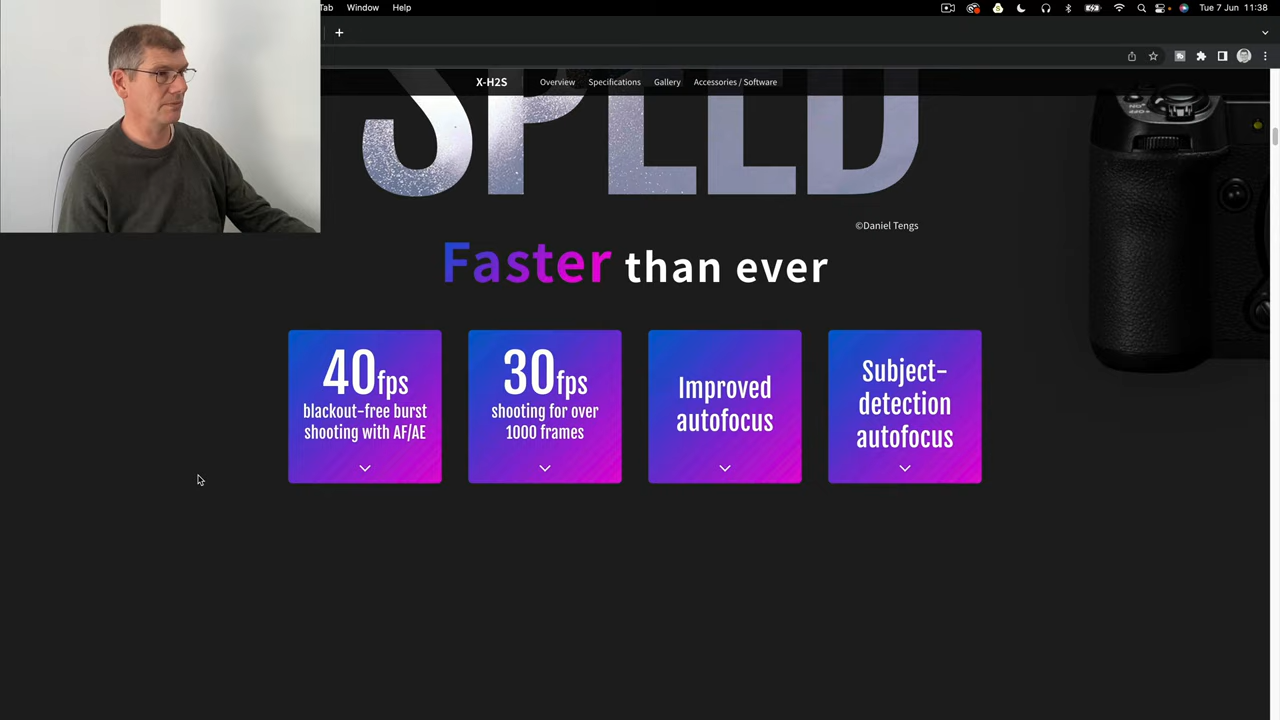 Tab Window Help Tue 7 Jun 11:38
X-H2S Overview Specifications Gallery Accessories / Software
SPEED
©Daniel Tengs
Faster than ever
40fps
blackout-free burst
shooting with AF/AE
30fps
shooting for over
1000 frames
Improved
autofocus
Subject-
detection
autofocus